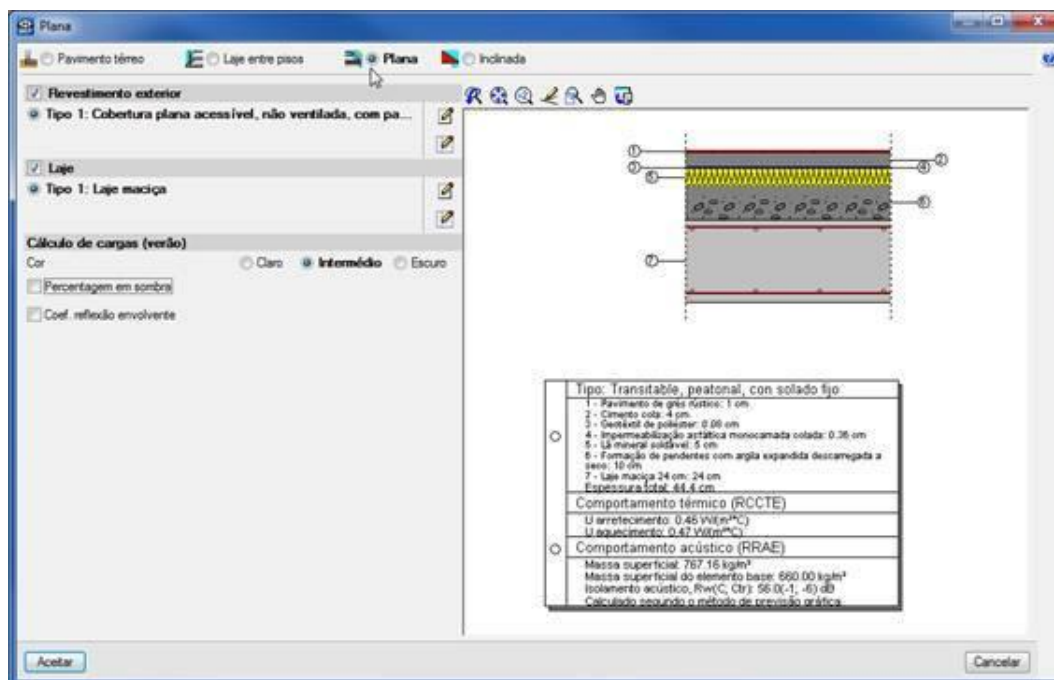 Plana
Pavimento térreo
Laje entre pisos
Plana
Inclinada
Revestimento exterior
Tipo 1: Cobertura plana acessível, não ventilada, com pa...
Laje
Tipo 1: Laje maciça
Cálculo de cargas (verão)
Cor
Claro
Intermédio
Escuro
Percentagem em sombra
Coef. reflexão envolvente
1
2
3
4
5
6
7
Tipo: Transitable, peatonal, con solado fijo
1 - Pavimento de grés rústico: 1 cm
2 - Cimento cola: 4 cm
3 - Geotêxtil de poliéster: 0.08 cm
4 - Impermeabilização asfáltica monocamada colada: 0.36 cm
5 - Lã mineral soldável: 5 cm
6 - Formação de pendentes com argila expandida descarregada a
seco: 10 cm
7 - Laje maciça 24 cm: 24 cm
Espessura total: 44.4 cm
Comportamento térmico (RCCTE)
U arrefecimento: 0.46 W/(m²°C)
U aquecimento: 0.47 W/(m²°C)
Comportamento acústico (RRAE)
Massa superficial: 767.16 kg/m²
Massa superficial do elemento base: 660.00 kg/m²
Isolamento acústico, Rw(C, Ctr): 56.0(-1; -6) dB
Calculado segundo o método de previsão gráfica
Aceitar
Cancelar